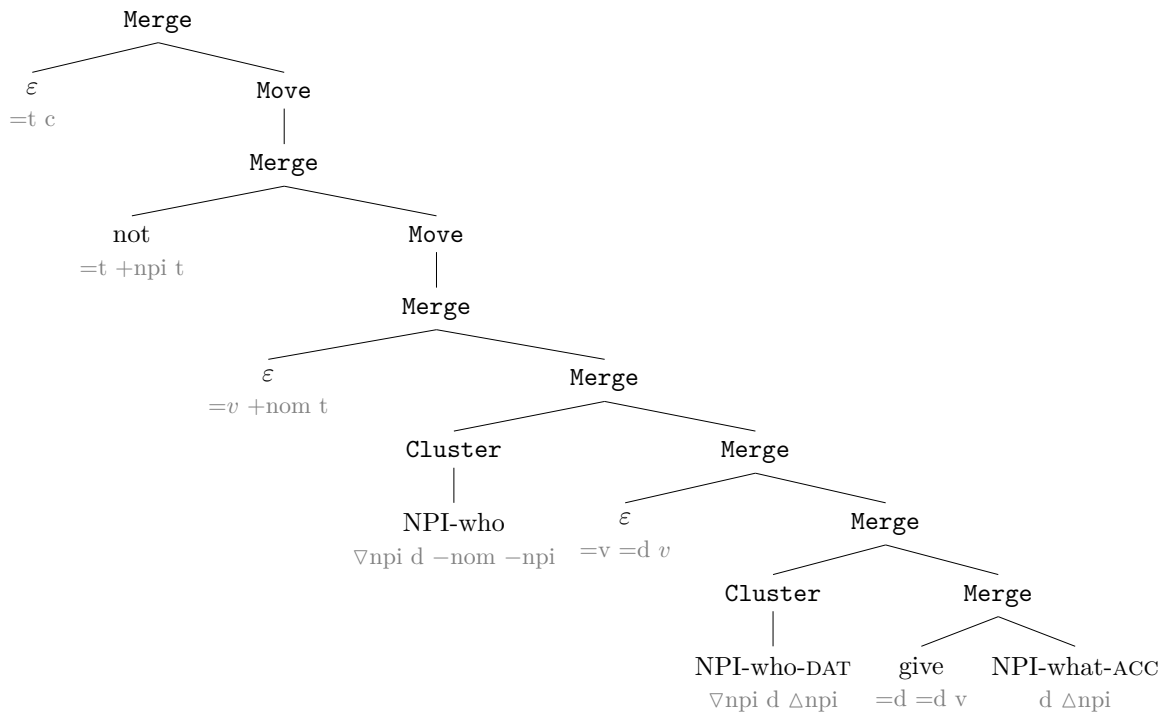 Merge
ε Move
=t c
Merge
not Move
=t +npi t
Merge
ε Merge
=v +nom t
Cluster Merge
NPI-who ε Merge
▽npi d −nom −npi =v =d v
Cluster Merge
NPI-who-DAT give NPI-what-ACC
▽npi d △npi =d =d v d △npi